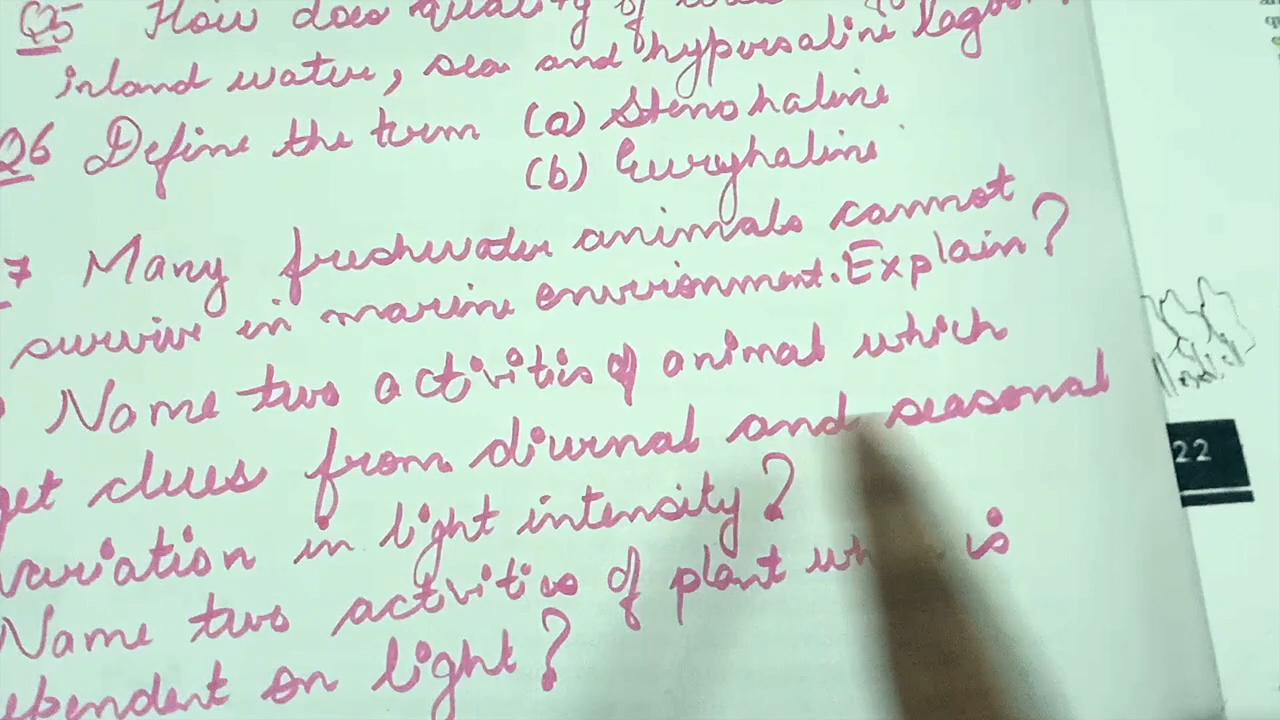 Q5 How does quality of
inland water, sea and hypersaline lagoon
Q6 Define the term (a) Stenohaline
(b) Euryhaline
7 Many freshwater animals cannot
survive in marine environment. Explain?
Name two activities of animal which
get clues from diurnal and seasonal
variation in light intensity?
Name two activities of plant is
ependent on light?
22